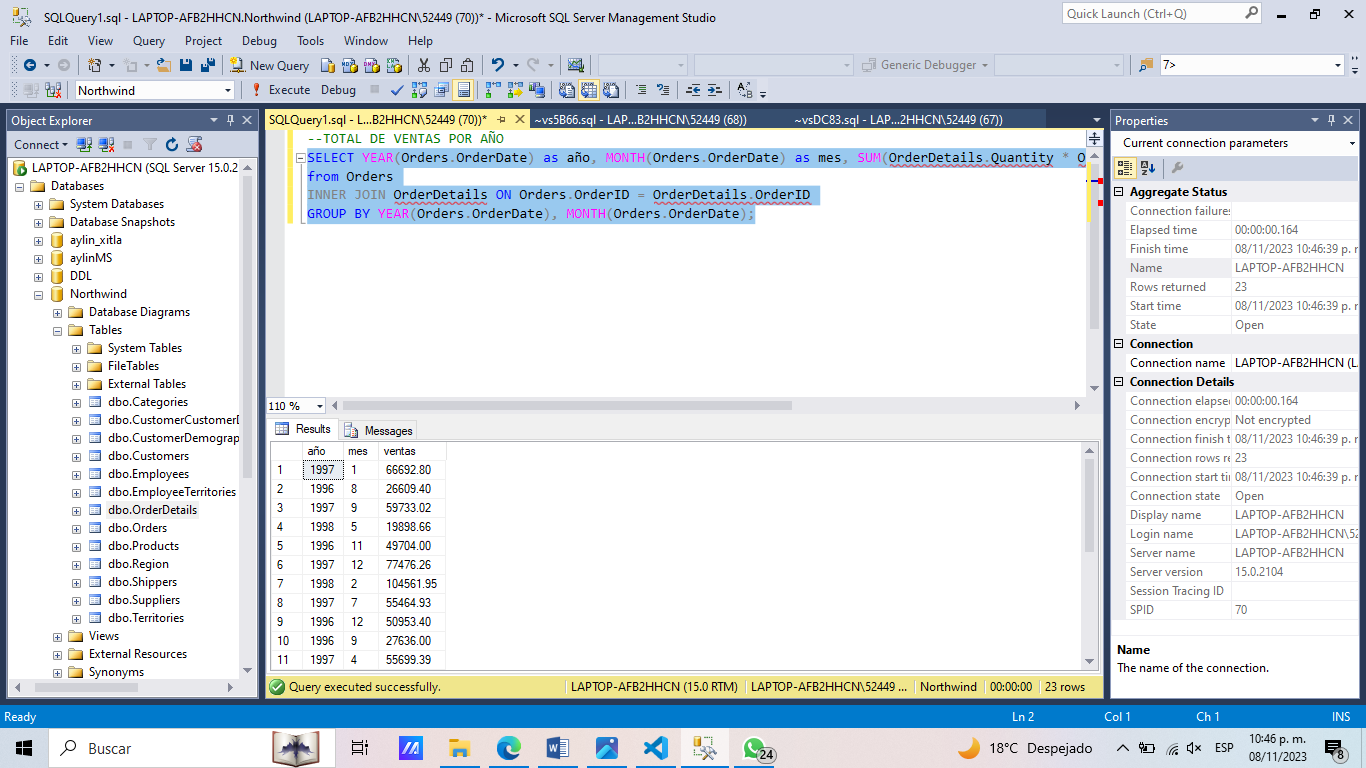 SQLQuery1.sql - LAPTOP-AFB2HHCN.Northwind (LAPTOP-AFB2HHCN\52449 (70))* - Microsoft SQL Server Management Studio
Quick Launch (Ctrl+Q)
File Edit View Query Project Debug Tools Window Help
New Query
Generic Debugger
7>
Northwind
Execute Debug
Object Explorer
Connect
LAPTOP-AFB2HHCN (SQL Server 15.0.2
Databases
System Databases
Database Snapshots
aylin_xitla
aylinMS
DDL
Northwind
Database Diagrams
Tables
System Tables
FileTables
External Tables
dbo.Categories
dbo.CustomerCustomerD
dbo.CustomerDemograp
dbo.Customers
dbo.Employees
dbo.EmployeeTerritories
dbo.OrderDetails
dbo.Orders
dbo.Products
dbo.Region
dbo.Shippers
dbo.Suppliers
dbo.Territories
Views
External Resources
Synonyms
SQLQuery1.sql - L...B2HHCN\52449 (70))*
~vs5B66.sql - LAP...B2HHCN\52449 (68))
~vsDC83.sql - LAP...2HHCN\52449 (67))
--TOTAL DE VENTAS POR AÑO
SELECT YEAR(Orders.OrderDate) as año, MONTH(Orders.OrderDate) as mes, SUM(OrderDetails.Quantity * O
from Orders
INNER JOIN OrderDetails ON Orders.OrderID = OrderDetails.OrderID
GROUP BY YEAR(Orders.OrderDate), MONTH(Orders.OrderDate);
110 %
Results Messages
año mes ventas
1 1997 1 66692.80
2 1996 8 26609.40
3 1997 9 59733.02
4 1998 5 19898.66
5 1996 11 49704.00
6 1997 12 77476.26
7 1998 2 104561.95
8 1997 7 55464.93
9 1996 12 50953.40
10 1996 9 27636.00
11 1997 4 55699.39
Query executed successfully.
LAPTOP-AFB2HHCN (15.0 RTM) LAPTOP-AFB2HHCN\52449 ... Northwind 00:00:00 23 rows
Properties
Current connection parameters
Aggregate Status
Connection failures
Elapsed time 00:00:00.164
Finish time 08/11/2023 10:46:39 p. r
Name LAPTOP-AFB2HHCN
Rows returned 23
Start time 08/11/2023 10:46:39 p. r
State Open
Connection
Connection name LAPTOP-AFB2HHCN (L
Connection Details
Connection elapse 00:00:00.164
Connection encryp Not encrypted
Connection finish t 08/11/2023 10:46:39 p. r
Connection rows re 23
Connection start tin 08/11/2023 10:46:39 p. r
Connection state Open
Display name LAPTOP-AFB2HHCN
Login name LAPTOP-AFB2HHCN\52
Server name LAPTOP-AFB2HHCN
Server version 15.0.2104
Session Tracing ID
SPID 70
Name
The name of the connection.
Ready Ln 2 Col 1 Ch 1 INS
Buscar
24
18°C Despejado
ESP
10:46 p. m.
08/11/2023
8